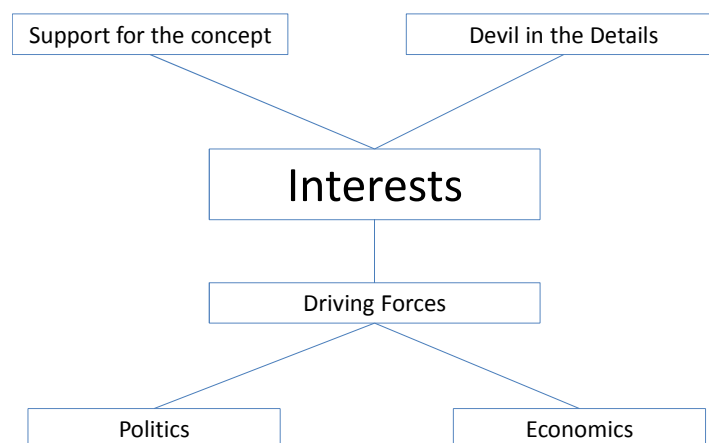 Support for the concept
Devil in the Details
Interests
Driving Forces
Politics
Economics